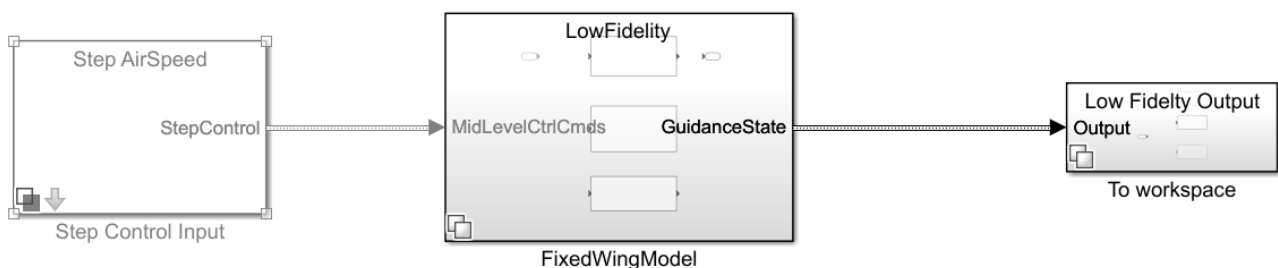 Step AirSpeed
StepControl
Step Control Input
LowFidelity
MidLevelCtrlCmds
GuidanceState
FixedWingModel
Low Fidelty Output
Output
To workspace